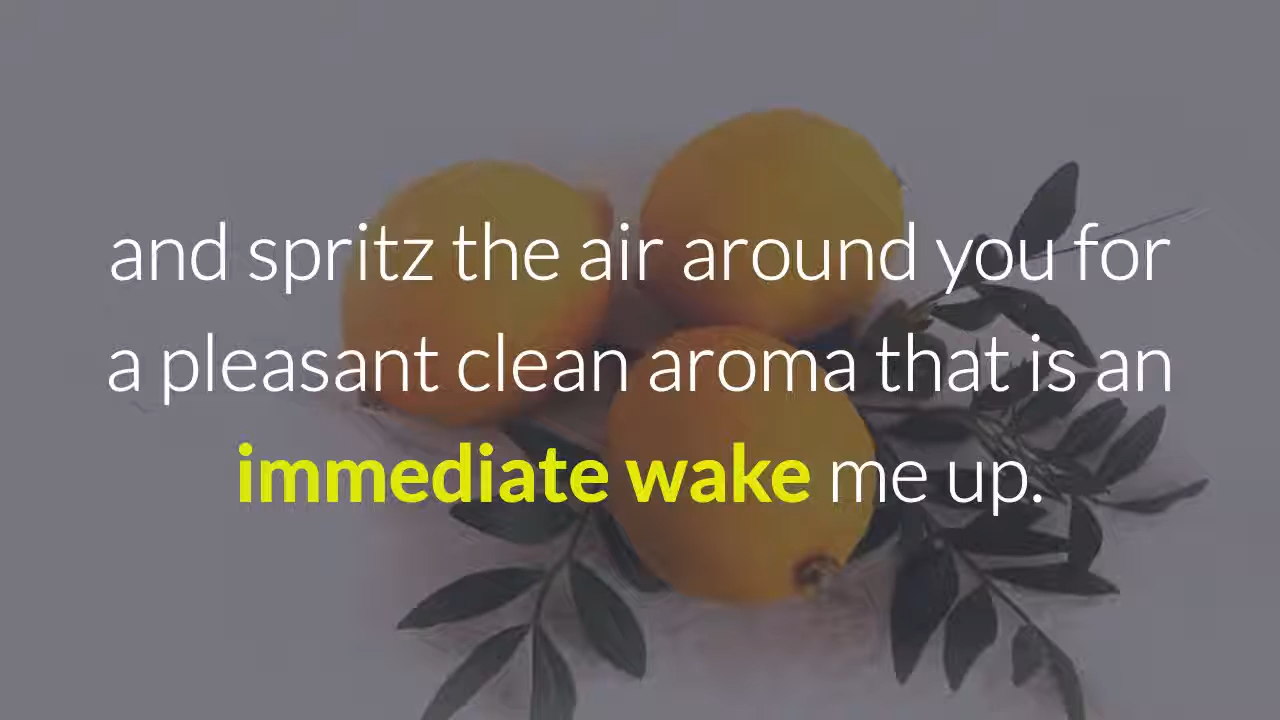 and spritz the air around you for
a pleasant clean aroma that is an
immediate wake me up.